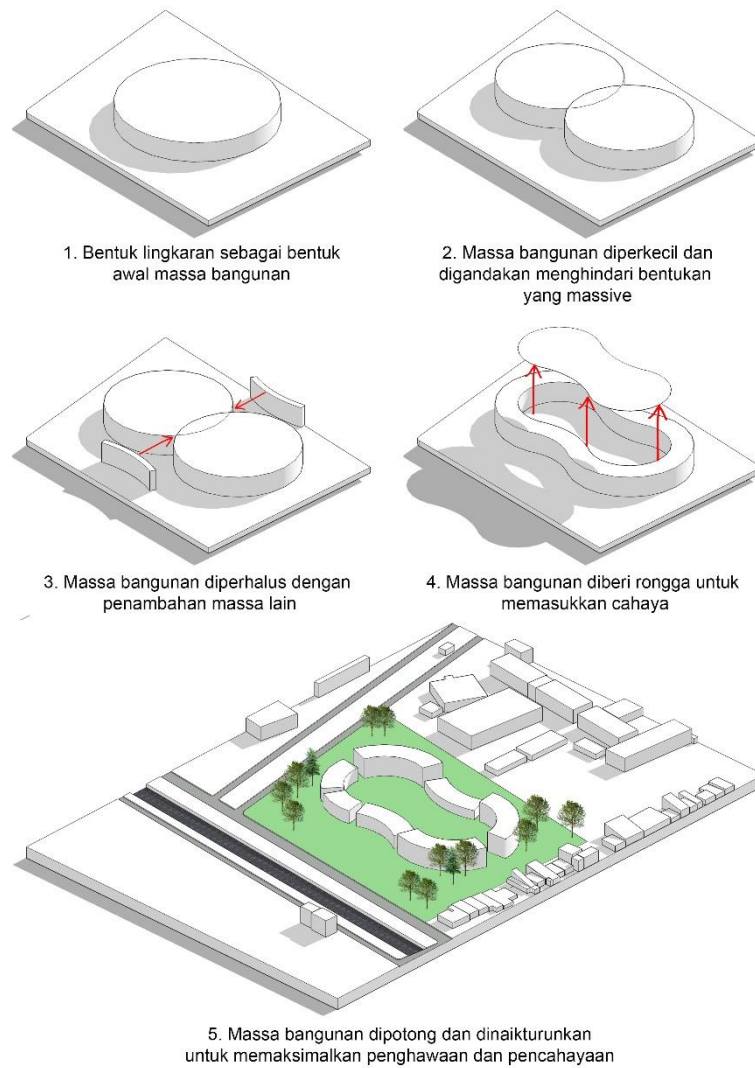 1. Bentuk lingkaran sebagai bentuk
awal massa bangunan
2. Massa bangunan diperkecil dan
digandakan menghindari bentukan
yang massive
3. Massa bangunan diperhalus dengan
penambahan massa lain
4. Massa bangunan diberi rongga untuk
memasukkan cahaya
5. Massa bangunan dipotong dan dinaikturunkan
untuk memaksimalkan penghawaan dan pencahayaan